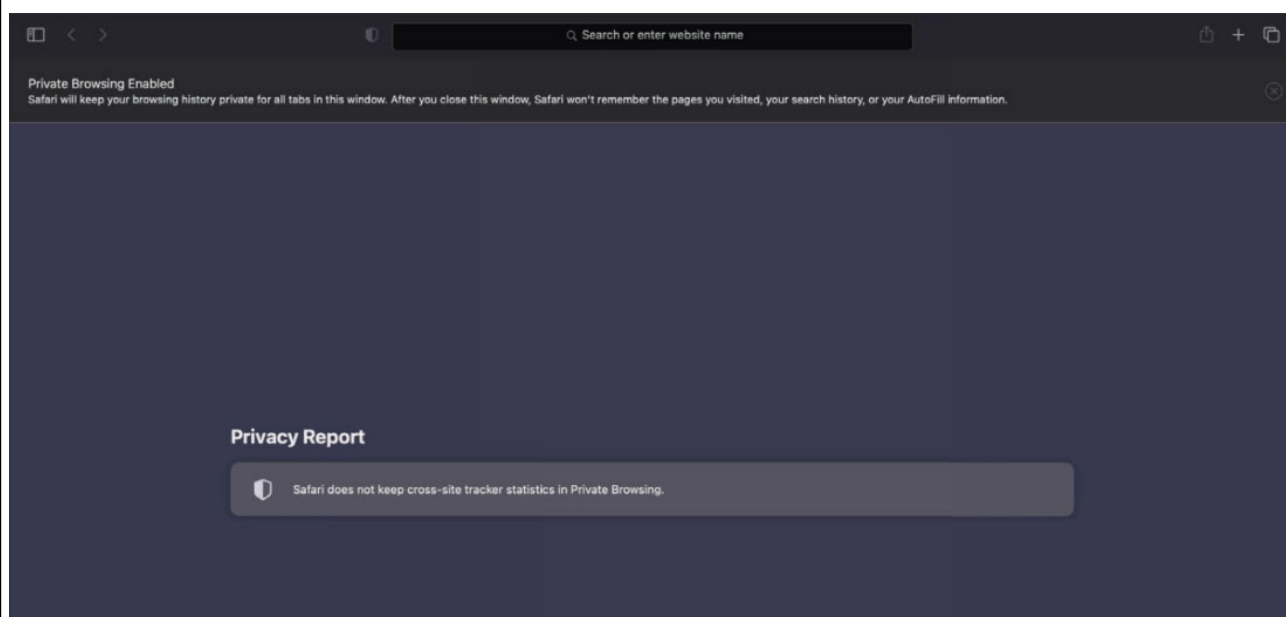 Search or enter website name
Private Browsing Enabled
Safari will keep your browsing history private for all tabs in this window. After you close this window, Safari won't remember the pages you visited, your search history, or your AutoFill information.
Privacy Report
Safari does not keep cross-site tracker statistics in Private Browsing.